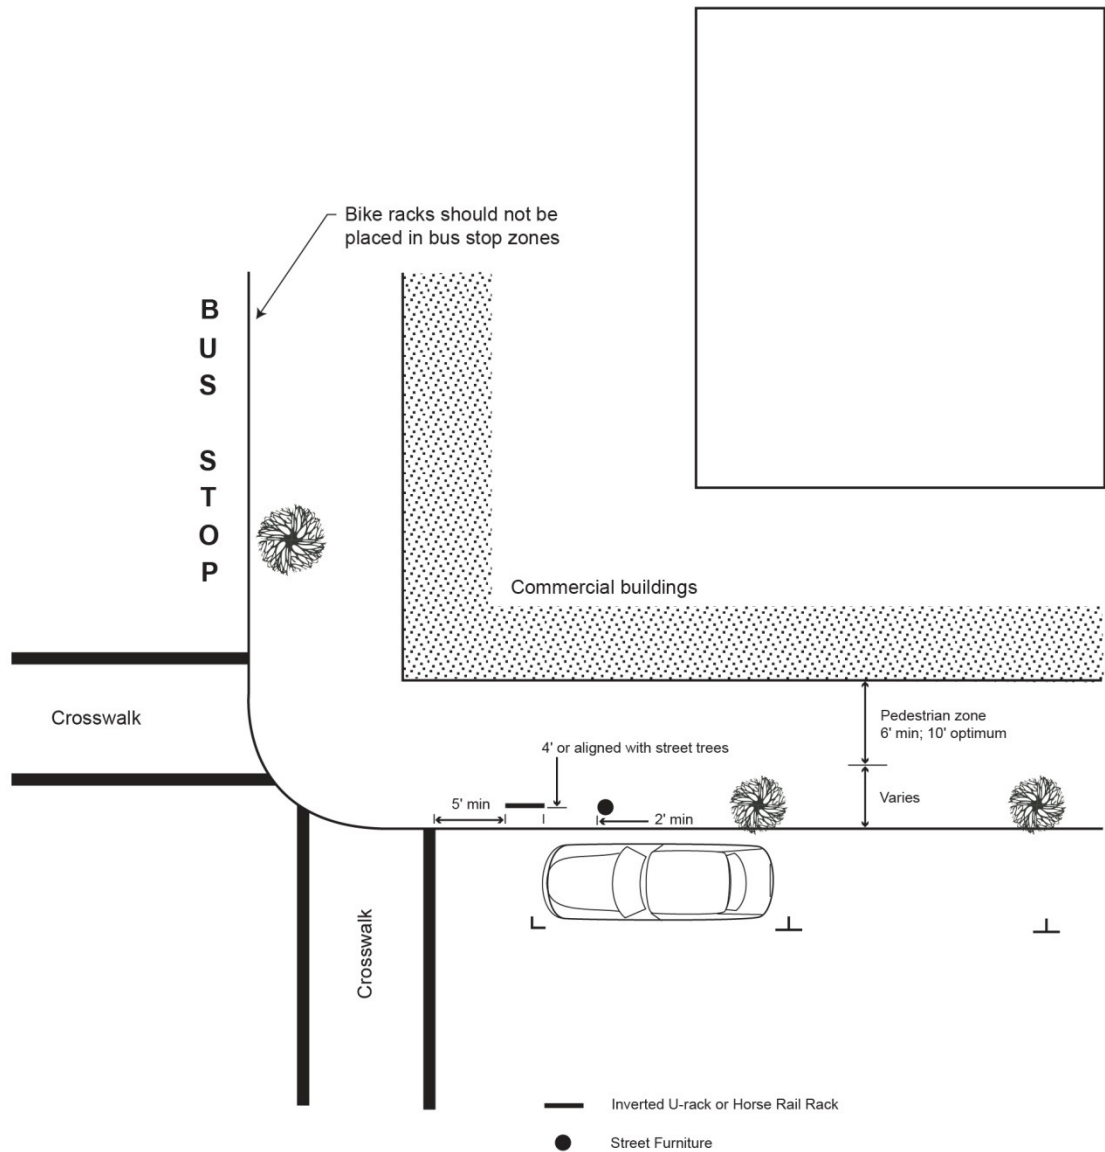 Bike racks should not be
placed in bus stop zones
BUS STOP
Commercial buildings
Crosswalk
Pedestrian zone
6' min; 10' optimum
4' or aligned with street trees
5' min
Varies
2' min
Crosswalk
Inverted U-rack or Horse Rail Rack
Street Furniture